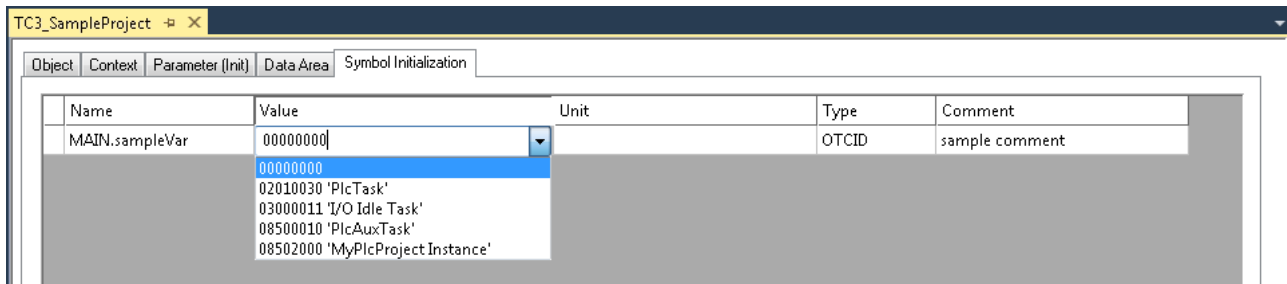 TC3_SampleProject
Object Context Parameter (Init) Data Area Symbol Initialization
Name Value Unit Type Comment
MAIN.sampleVar 00000000 OTCID sample comment
00000000
02010030 'PlcTask'
03000011 'I/O Idle Task'
08500010 'PlcAuxTask'
08502000 'MyPlcProject Instance'